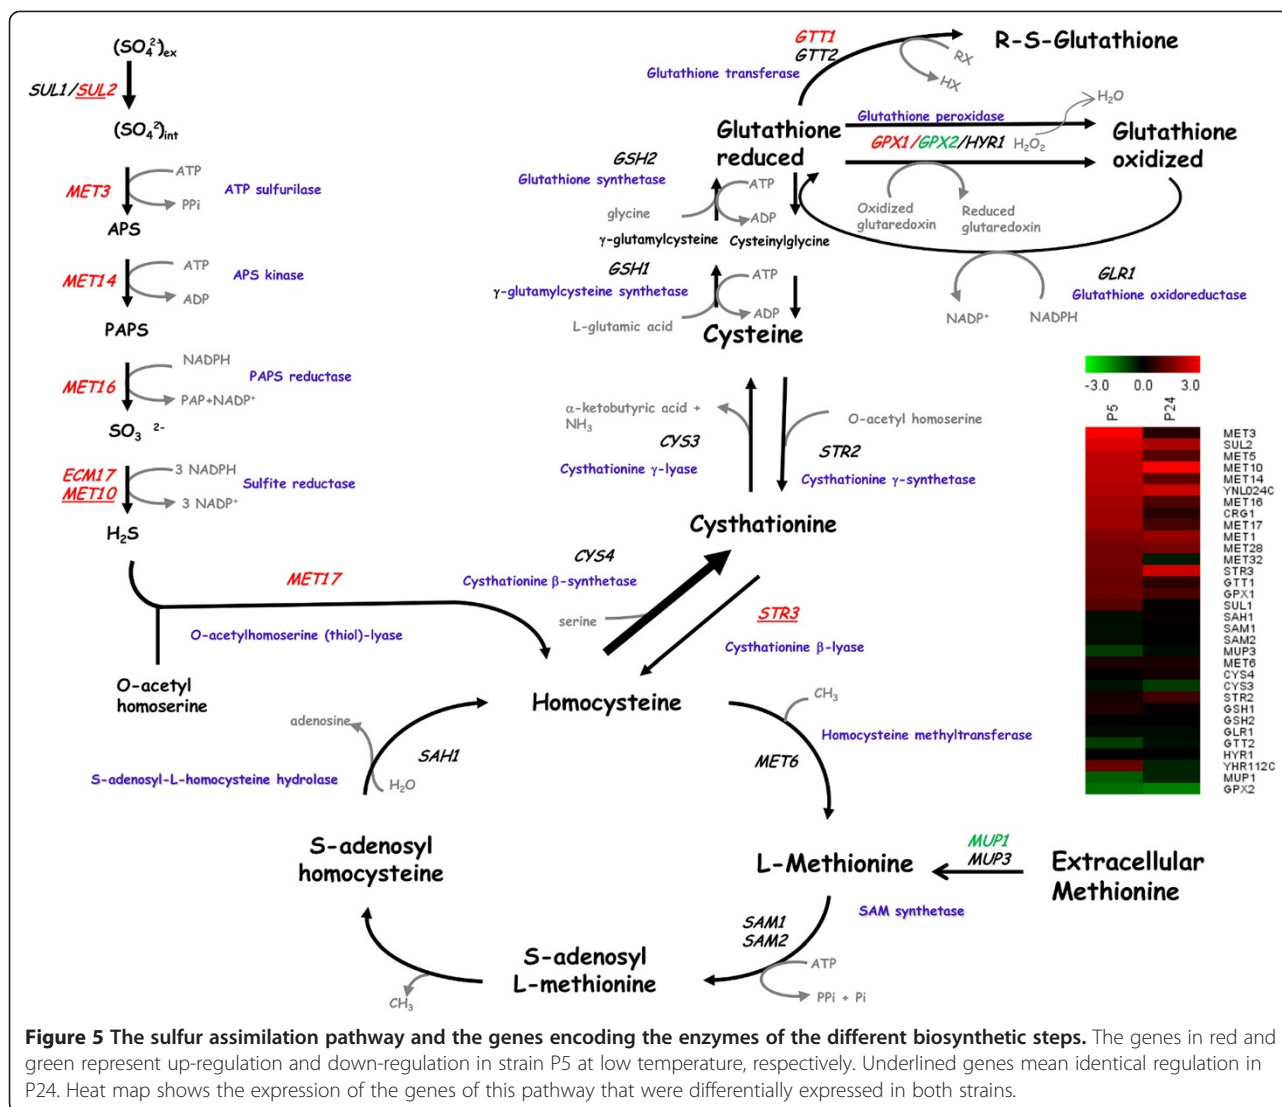 (SO₄²⁻)ex
SUL1/SUL2
(SO₄²)int
MET3
ATP
PPi
ATP sulfurilase
APS
MET14
ATP
ADP
APS kinase
PAPS
MET16
NADPH
PAP+NADP⁺
PAPS reductase
SO₃ ²⁻
ECM17
MET10
3 NADPH
3 NADP⁺
Sulfite reductase
H₂S
MET17
O-acetylhomoserine (thiol)-lyase
O-acetyl
homoserine
GTT1
GTT2
Glutathione transferase
RX
HX
R-S-Glutathione
Glutathione
reduced
Glutathione peroxidase
GPX1/GPX2/HYR1
H₂O₂
H₂O
Glutathione
oxidized
Oxidized
glutaredoxin
Reduced
glutaredoxin
GLR1
Glutathione oxidoreductase
NADP⁺
NADPH
GSH2
Glutathione synthetase
glycine
ATP
ADP
γ-glutamylcysteine
Cysteinylglycine
GSH1
γ-glutamylcysteine synthetase
L-glutamic acid
ATP
ADP
Cysteine
α-ketobutyric acid +
NH₃
CYS3
Cysthationine γ-lyase
O-acetyl homoserine
STR2
Cysthationine γ-synthetase
Cysthationine
CYS4
Cysthationine β-synthetase
serine
STR3
Cysthationine β-lyase
Homocysteine
adenosine
SAH1
S-adenosyl-L-homocysteine hydrolase
H₂O
CH₃
Homocysteine methyltransferase
MET6
S-adenosyl
homocysteine
L-Methionine
MUP1
MUP3
Extracellular
Methionine
SAM synthetase
SAM1
SAM2
ATP
PPi + Pi
S-adenosyl
L-methionine
CH₃
-3.0 0.0 3.0
P5 P24
MET3
SUL2
MET5
MET10
MET14
YNL024C
MET16
CRG1
MET17
MET1
MET28
MET32
STR3
GTT1
GPX1
SUL1
SAH1
SAM1
SAM2
MUP3
MET6
CYS4
CYS3
STR2
GSH1
GSH2
GLR1
GTT2
HYR1
YHR112C
MUP1
GPX2
Figure 5 The sulfur assimilation pathway and the genes encoding the enzymes of the different biosynthetic steps. The genes in red and
green represent up-regulation and down-regulation in strain P5 at low temperature, respectively. Underlined genes mean identical regulation in
P24. Heat map shows the expression of the genes of this pathway that were differentially expressed in both strains.